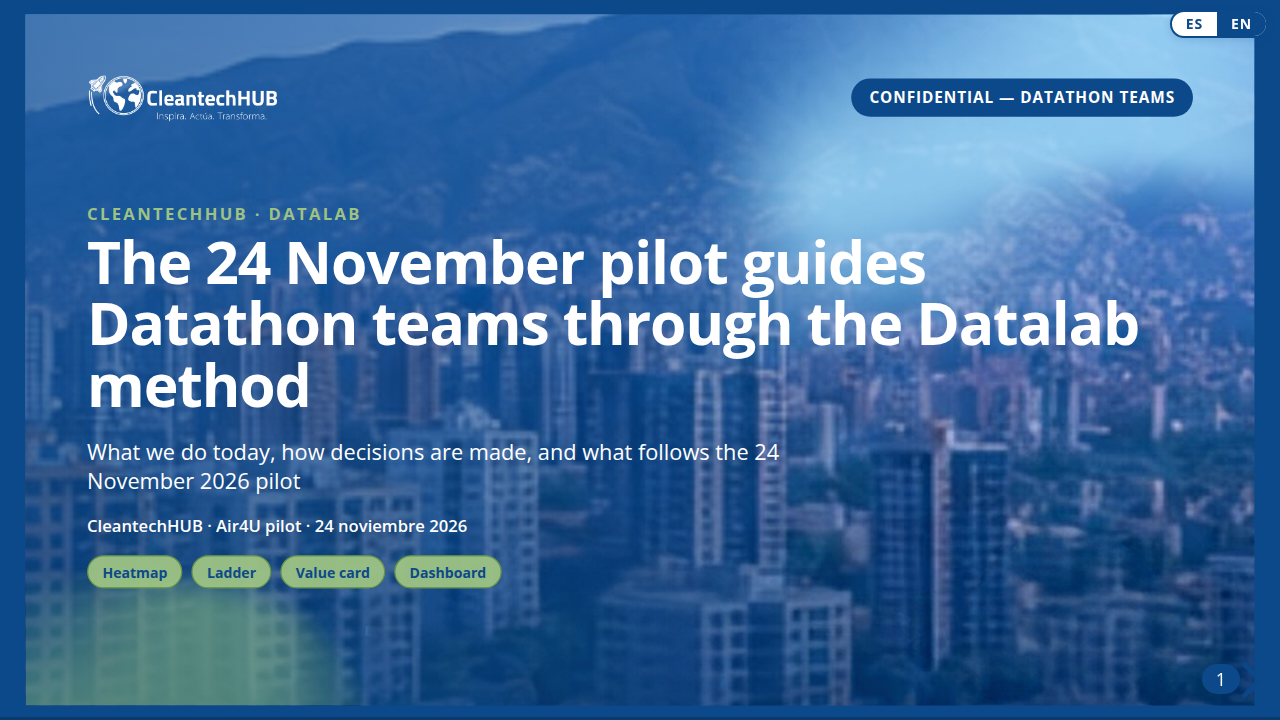 ES EN
CleantechHUB
Inspira. Actúa. Transforma.
CONFIDENTIAL — DATATHON TEAMS
CLEANTECHHUB · DATALAB
The 24 November pilot guides
Datathon teams through the Datalab
method
What we do today, how decisions are made, and what follows the 24
November 2026 pilot
CleantechHUB · Air4U pilot · 24 noviembre 2026
Heatmap Ladder Value card Dashboard
1